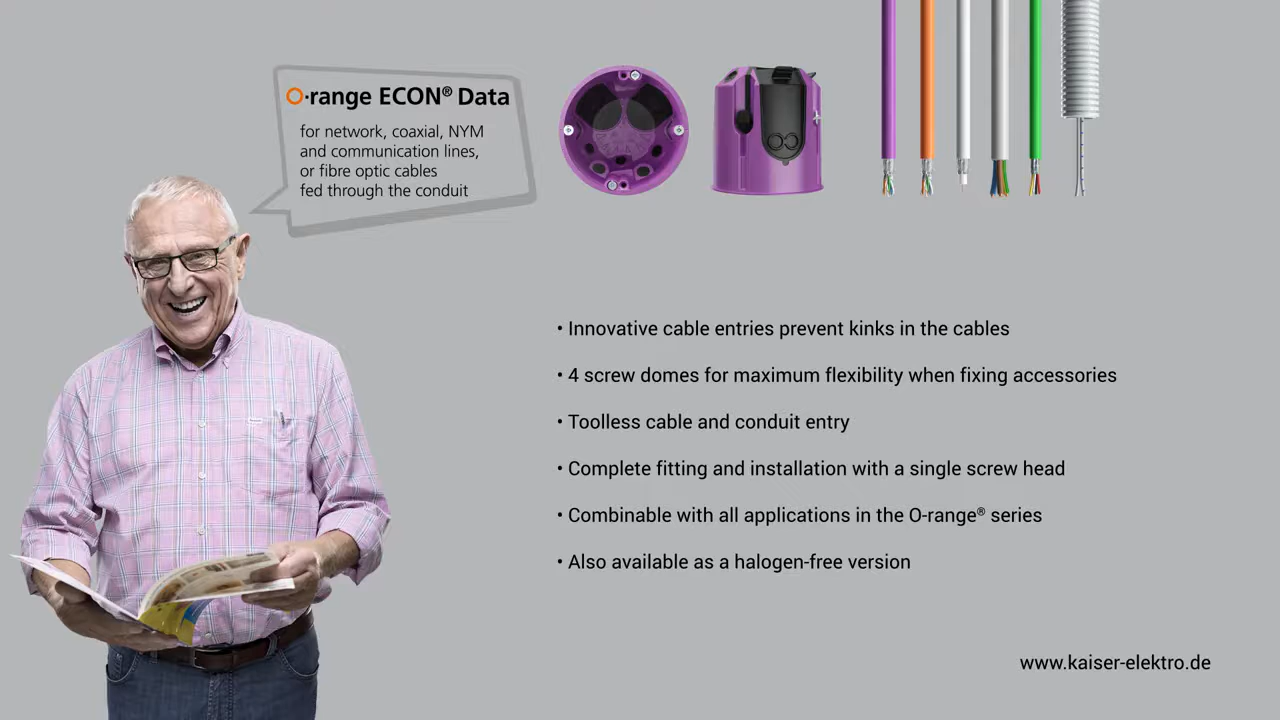 O-range ECON® Data
for network, coaxial, NYM
and communication lines,
or fibre optic cables
fed through the conduit
• Innovative cable entries prevent kinks in the cables
• 4 screw domes for maximum flexibility when fixing accessories
• Toolless cable and conduit entry
• Complete fitting and installation with a single screw head
• Combinable with all applications in the O-range® series
• Also available as a halogen-free version
www.kaiser-elektro.de